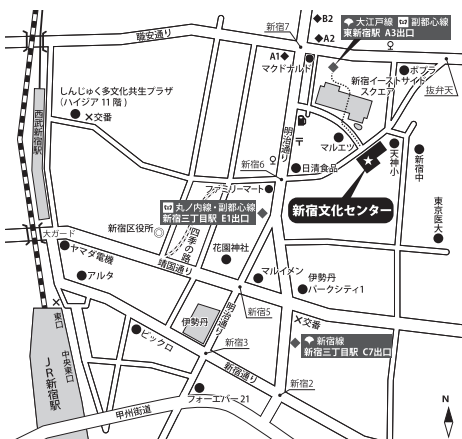 大江戸線 副都心線
東新宿駅 A3出口
B2
A2
新宿7
職安通り
A1
マクドナルド
ポプラ
抜弁天
新宿イーストサイド
スクエア
しんじゅく多文化共生プラザ
(ハイジア11階)
交番
西武新宿駅
明治通り
マルエツ
天神小
新宿中
日清食品
新宿6
ファミリーマート
東京医大
新宿文化センター
丸ノ内線・副都心線
新宿三丁目駅 E1出口
新宿区役所
四季の路
花園神社
大ガード
ヤマダ電機
靖国通り
アルタ
マルイメン
伊勢丹
パークシティ1
新宿5
明治通り
伊勢丹
交番
東口
ビックロ
新宿3
新宿線
新宿三丁目駅 C7出口
中央東口
JR新宿駅
新宿通り
新宿2
フォーエバー21
甲州街道
N